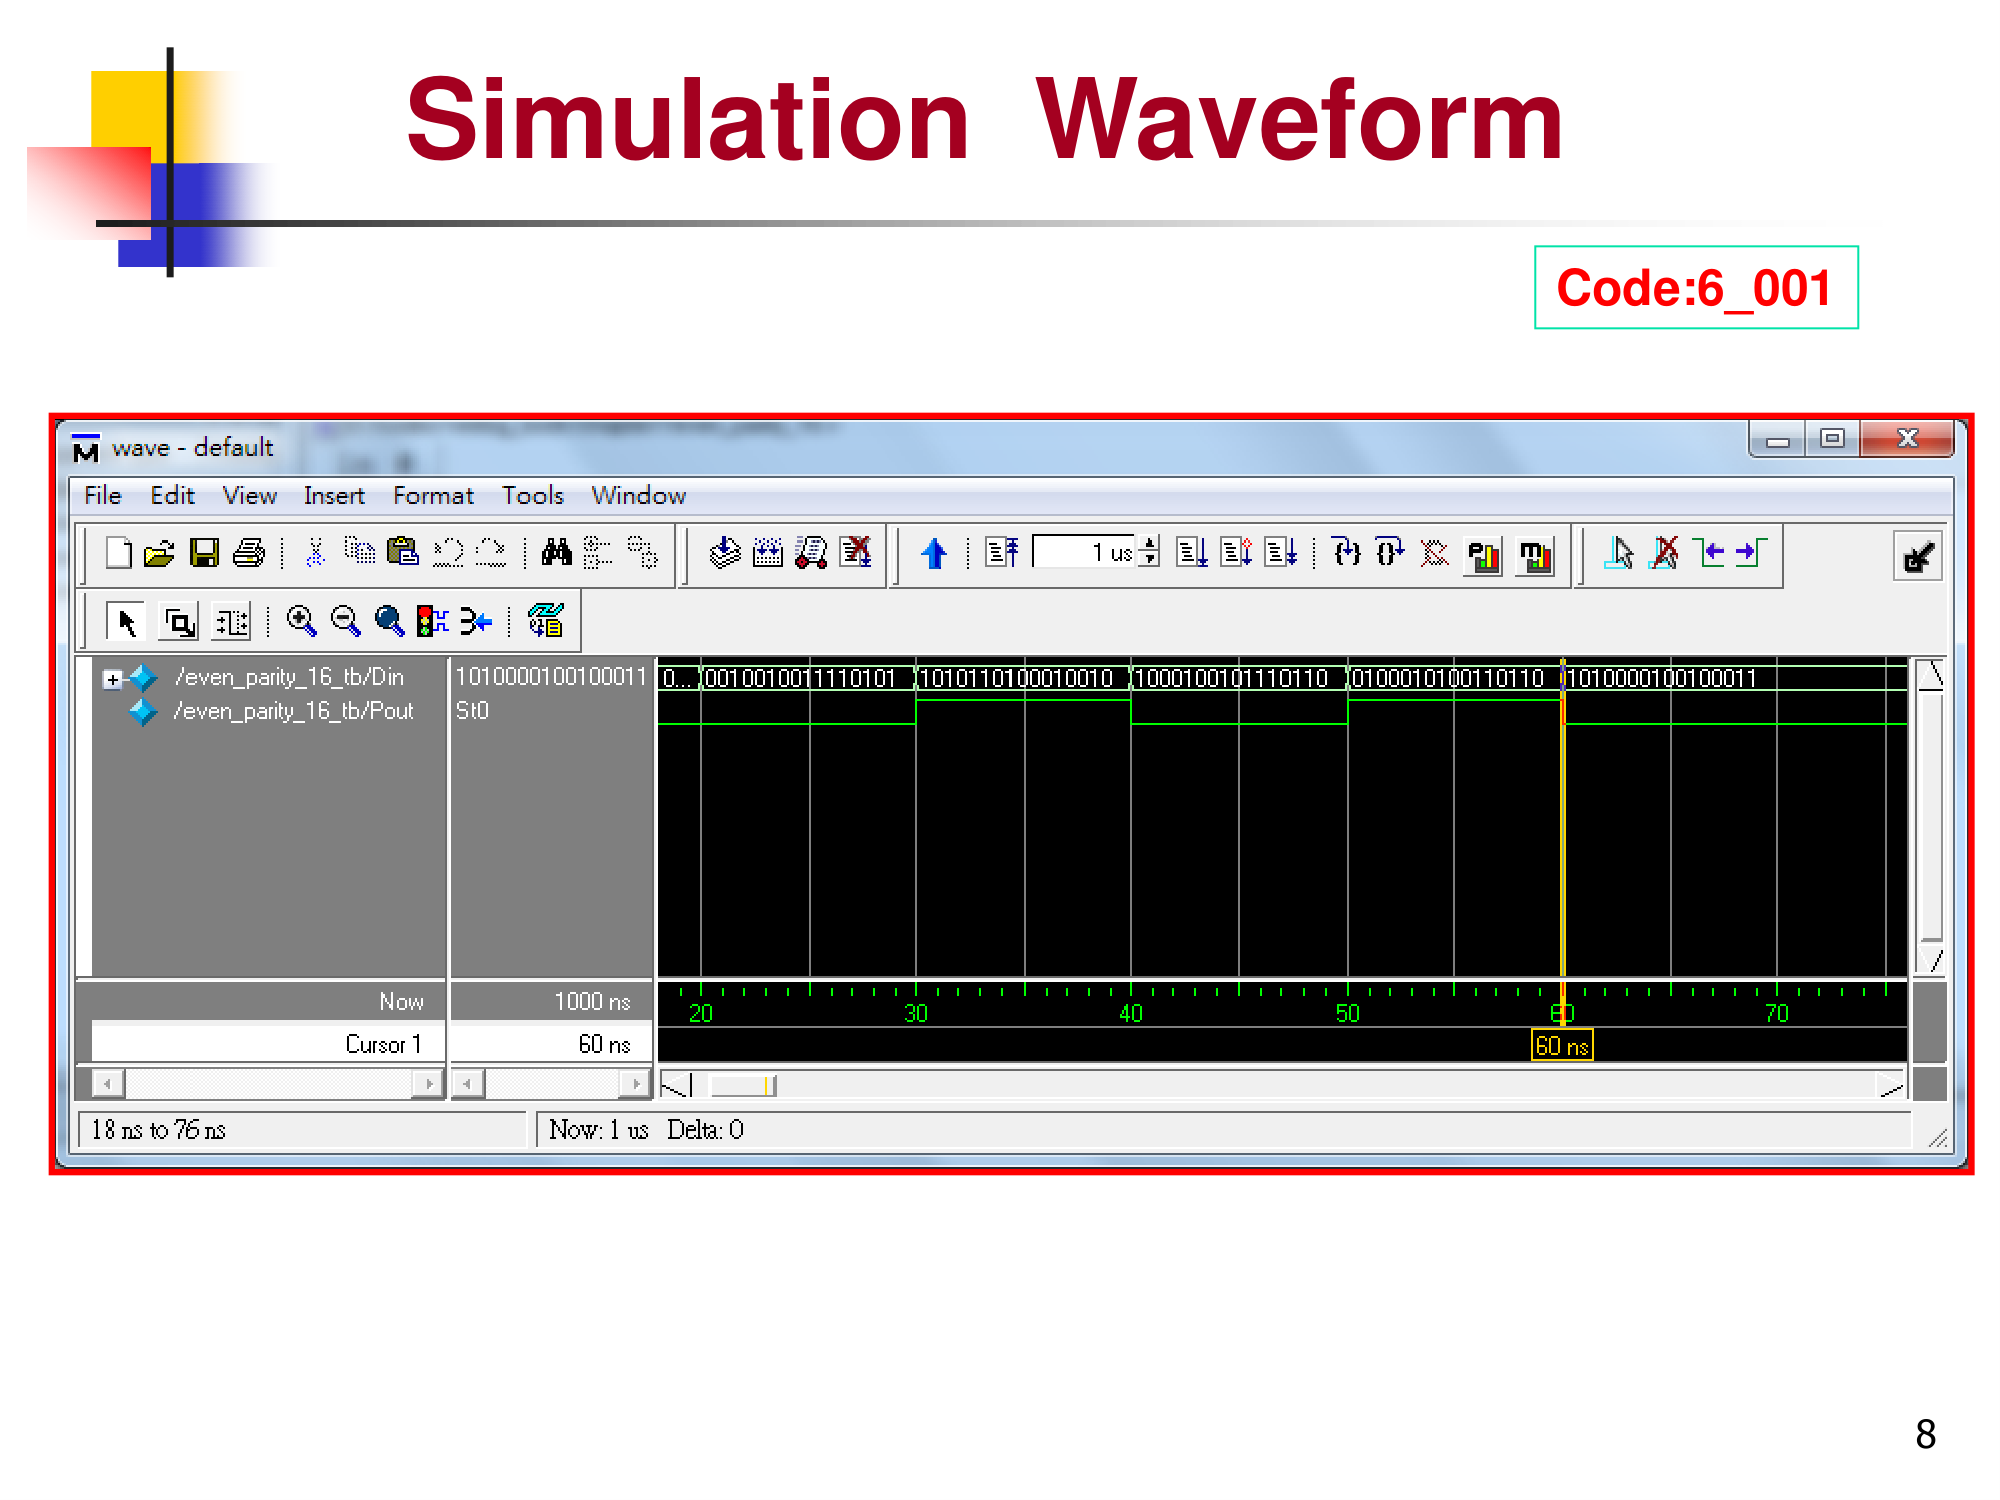 Simulation Waveform
Code:6_001
wave - default
File Edit View Insert Format Tools Window
1 us
/even_parity_16_tb/Din 1010000100100011 0... 0010010011110101 1010110100010010 1000100101110110 0100010100110110 1010000100100011
/even_parity_16_tb/Pout St0
Now 1000 ns 20 30 40 50 60 70
Cursor 1 60 ns 60 ns
18 ns to 76 ns Now: 1 us Delta: 0
8